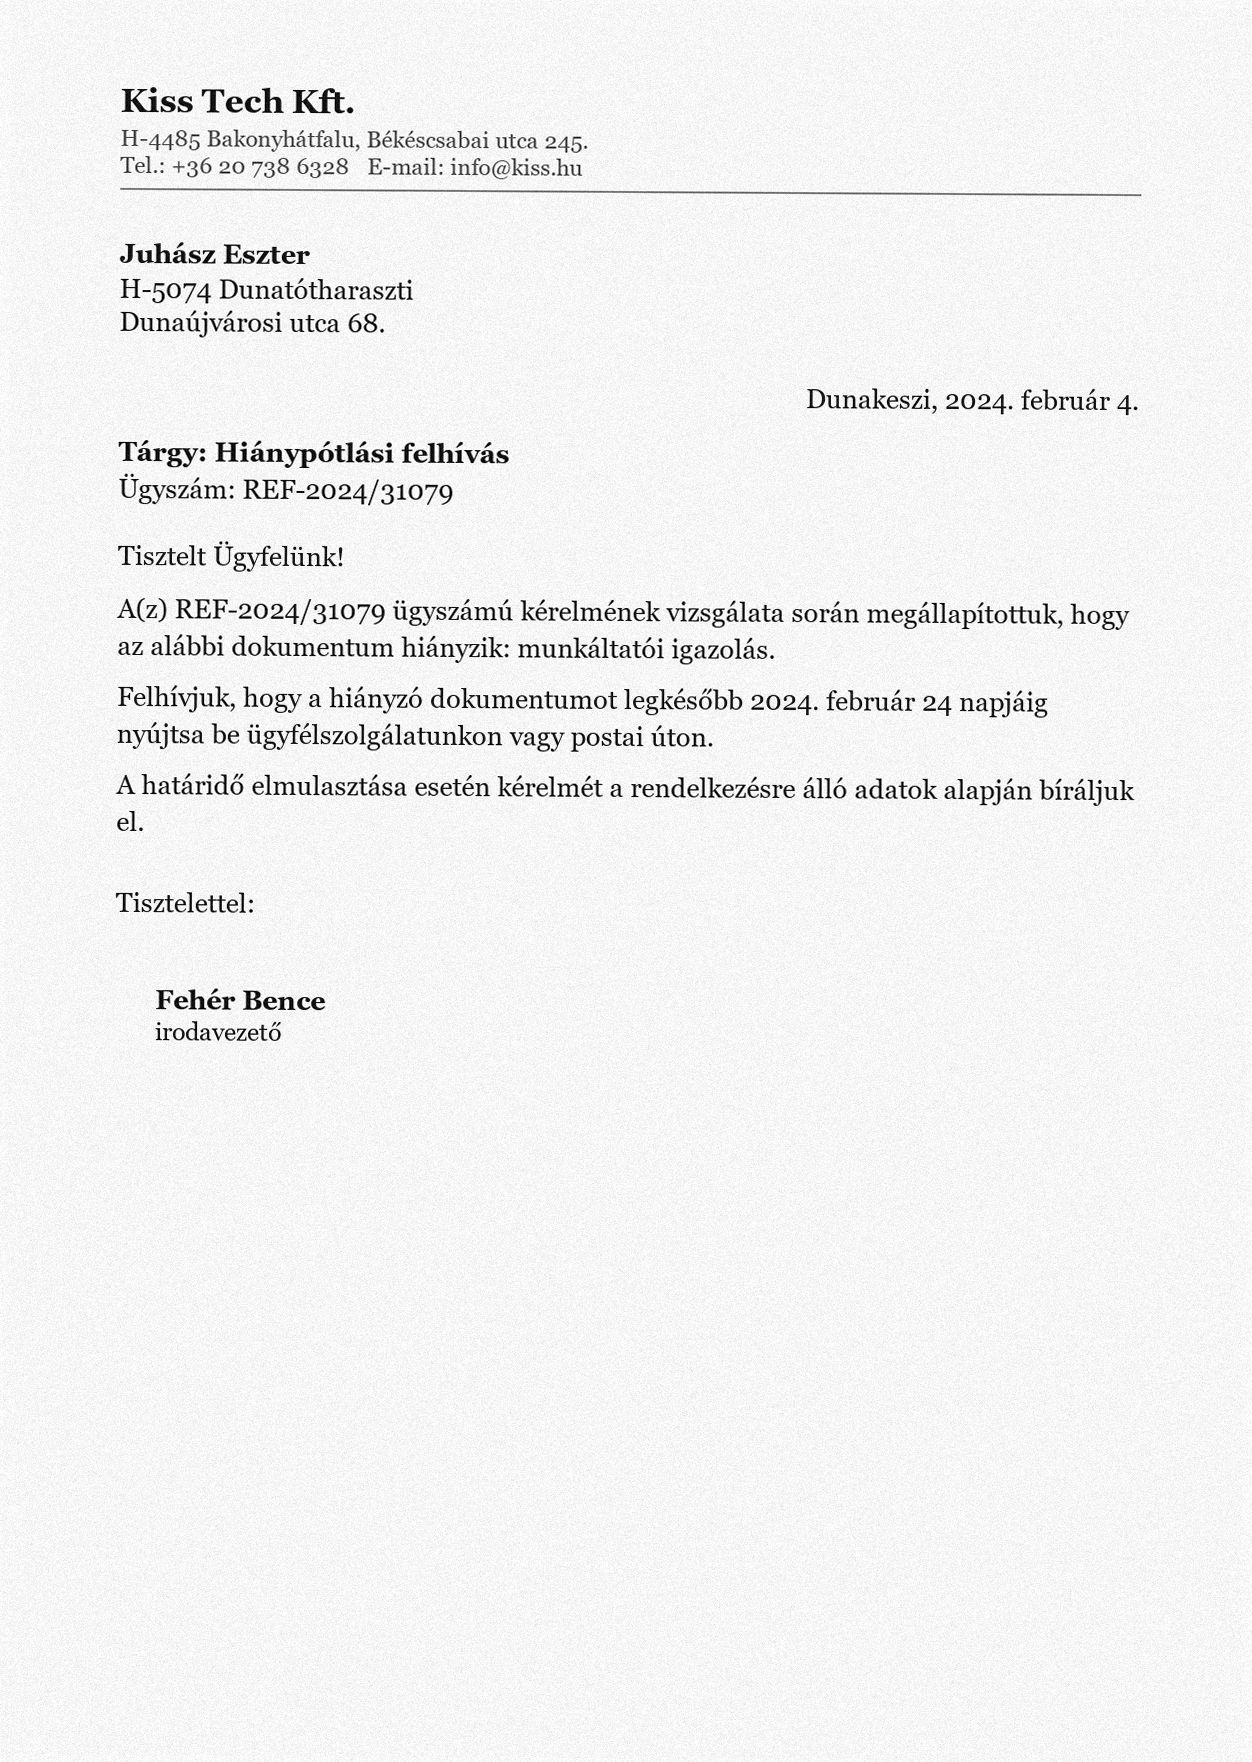 Kiss Tech Kft.
H-4485 Bakonyhátfalu, Békéscsabai utca 245.
Tel.: +36 20 738 6328 E-mail: info@kiss.hu
Juhász Eszter
H-5074 Dunatótharaszti
Dunaújvárosi utca 68.
Dunakeszi, 2024. február 4.
Tárgy: Hiánypótlási felhívás
Ügyszám: REF-2024/31079
Tisztelt Ügyfelünk!
A(z) REF-2024/31079 ügyszámú kérelmének vizsgálata során megállapítottuk, hogy
az alábbi dokumentum hiányzik: munkáltatói igazolás.
Felhívjuk, hogy a hiányzó dokumentumot legkésőbb 2024. február 24 napjáig
nyújtsa be ügyfélszolgálatunkon vagy postai úton.
A határidő elmulasztása esetén kérelmét a rendelkezésre álló adatok alapján bíráljuk
el.
Tisztelettel:
Fehér Bence
irodavezető